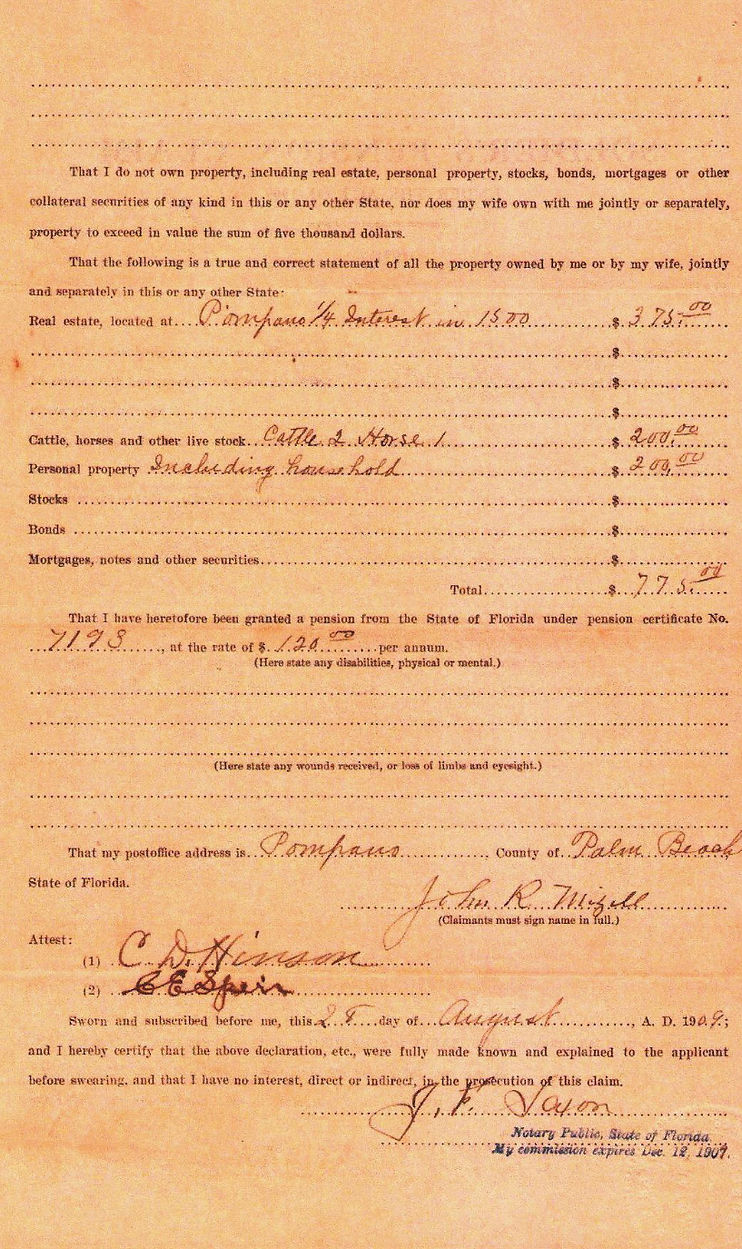 That I do not own property, including real estate, personal property, stocks, bonds, mortgages or other
collateral securities of any kind in this or any other State, nor does my wife own with me jointly or separately,
property to exceed in value the sum of five thousand dollars.
That the following is a true and correct statement of all the property owned by me or by my wife, jointly
and separately in this or any other State:
Real estate, located at Pompano 1/4 Interest in 1500 $ 375.00
$
$
$
Cattle, horses and other live stock Cattle 2 Horse 1 $ 200.00
Personal property Including household $ 200.00
Stocks $
Bonds $
Mortgages, notes and other securities $
Total $ 775.00
That I have heretofore been granted a pension from the State of Florida under pension certificate No.
7193, at the rate of $ 120 00 per annum.
(Here state any disabilities, physical or mental.)
(Here state any wounds received, or loss of limbs and eyesight.)
That my postoffice address is Pompano, County of Palm Beach
State of Florida.
John R Mizell
(Claimants must sign name in full.)
Attest:
(1) C. D. Hinson
(2) C E Speir
Sworn and subscribed before me, this 28 day of August, A. D. 1909;
and I hereby certify that the above declaration, etc., were fully made known and explained to the applicant
before swearing, and that I have no interest, direct or indirect, in the prosecution of this claim.
J. F. Saxon
Notary Public, State of Florida.
My commission expires Dec. 12, 1907.